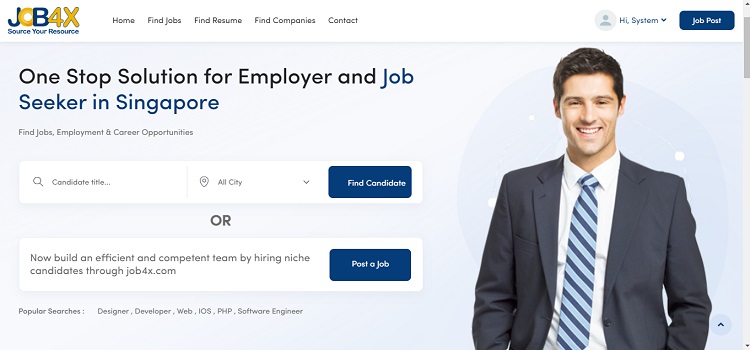 JOB4X
Source Your Resource
Home Find Jobs Find Resume Find Companies Contact
Hi, System
Job Post
One Stop Solution for Employer and Job
Seeker in Singapore
Find Jobs, Employment & Career Opportunities
Candidate title... All City Find Candidate
OR
Now build an efficient and competent team by hiring niche
candidates through job4x.com
Post a Job
Popular Searches : Designer , Developer , Web , IOS , PHP , Software Engineer